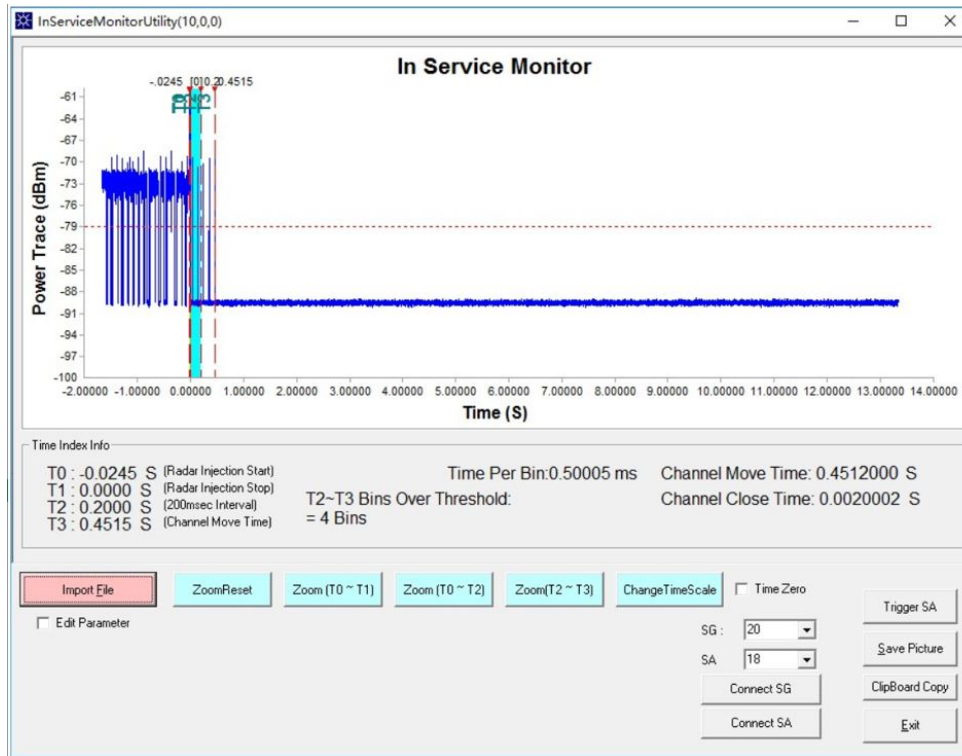 InServiceMonitorUtility(10,0,0)
In Service Monitor
Power Trace (dBm)
-61
-64
-67
-70
-73
-76
-79
-82
-85
-88
-91
-94
-97
-100
-2.00000 -1.00000 0.00000 1.00000 2.00000 3.00000 4.00000 5.00000 6.00000 7.00000 8.00000 9.00000 10.00000 11.00000 12.00000 13.00000 14.00000
Time (S)
Time Index Info
T0 : -0.0245 S (Radar Injection Start)
T1 : 0.0000 S (Radar Injection Stop)
T2 : 0.2000 S (200msec Interval)
T3 : 0.4515 S (Channel Move Time)
Time Per Bin:0.50005 ms
T2~T3 Bins Over Threshold:
= 4 Bins
Channel Move Time: 0.4512000 S
Channel Close Time: 0.0020002 S
Import File
ZoomReset
Zoom (T0 ~ T1)
Zoom (T0 ~ T2)
Zoom(T2 ~ T3)
ChangeTimeScale
Time Zero
Edit Parameter
SG : 20
SA 18
Connect SG
Connect SA
Trigger SA
Save Picture
ClipBoard Copy
Exit